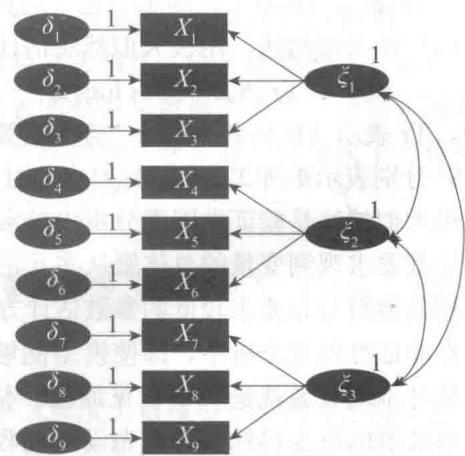 δ₁ 1 X₁
1
δ₂ 1 X₂ ξ₁
δ₃ 1 X₃
δ₄ 1 X₄
1
δ₅ 1 X₅ ξ₂
δ₆ 1 X₆
δ₇ 1 X₇
1
δ₈ 1 X₈ ξ₃
δ₉ 1 X₉